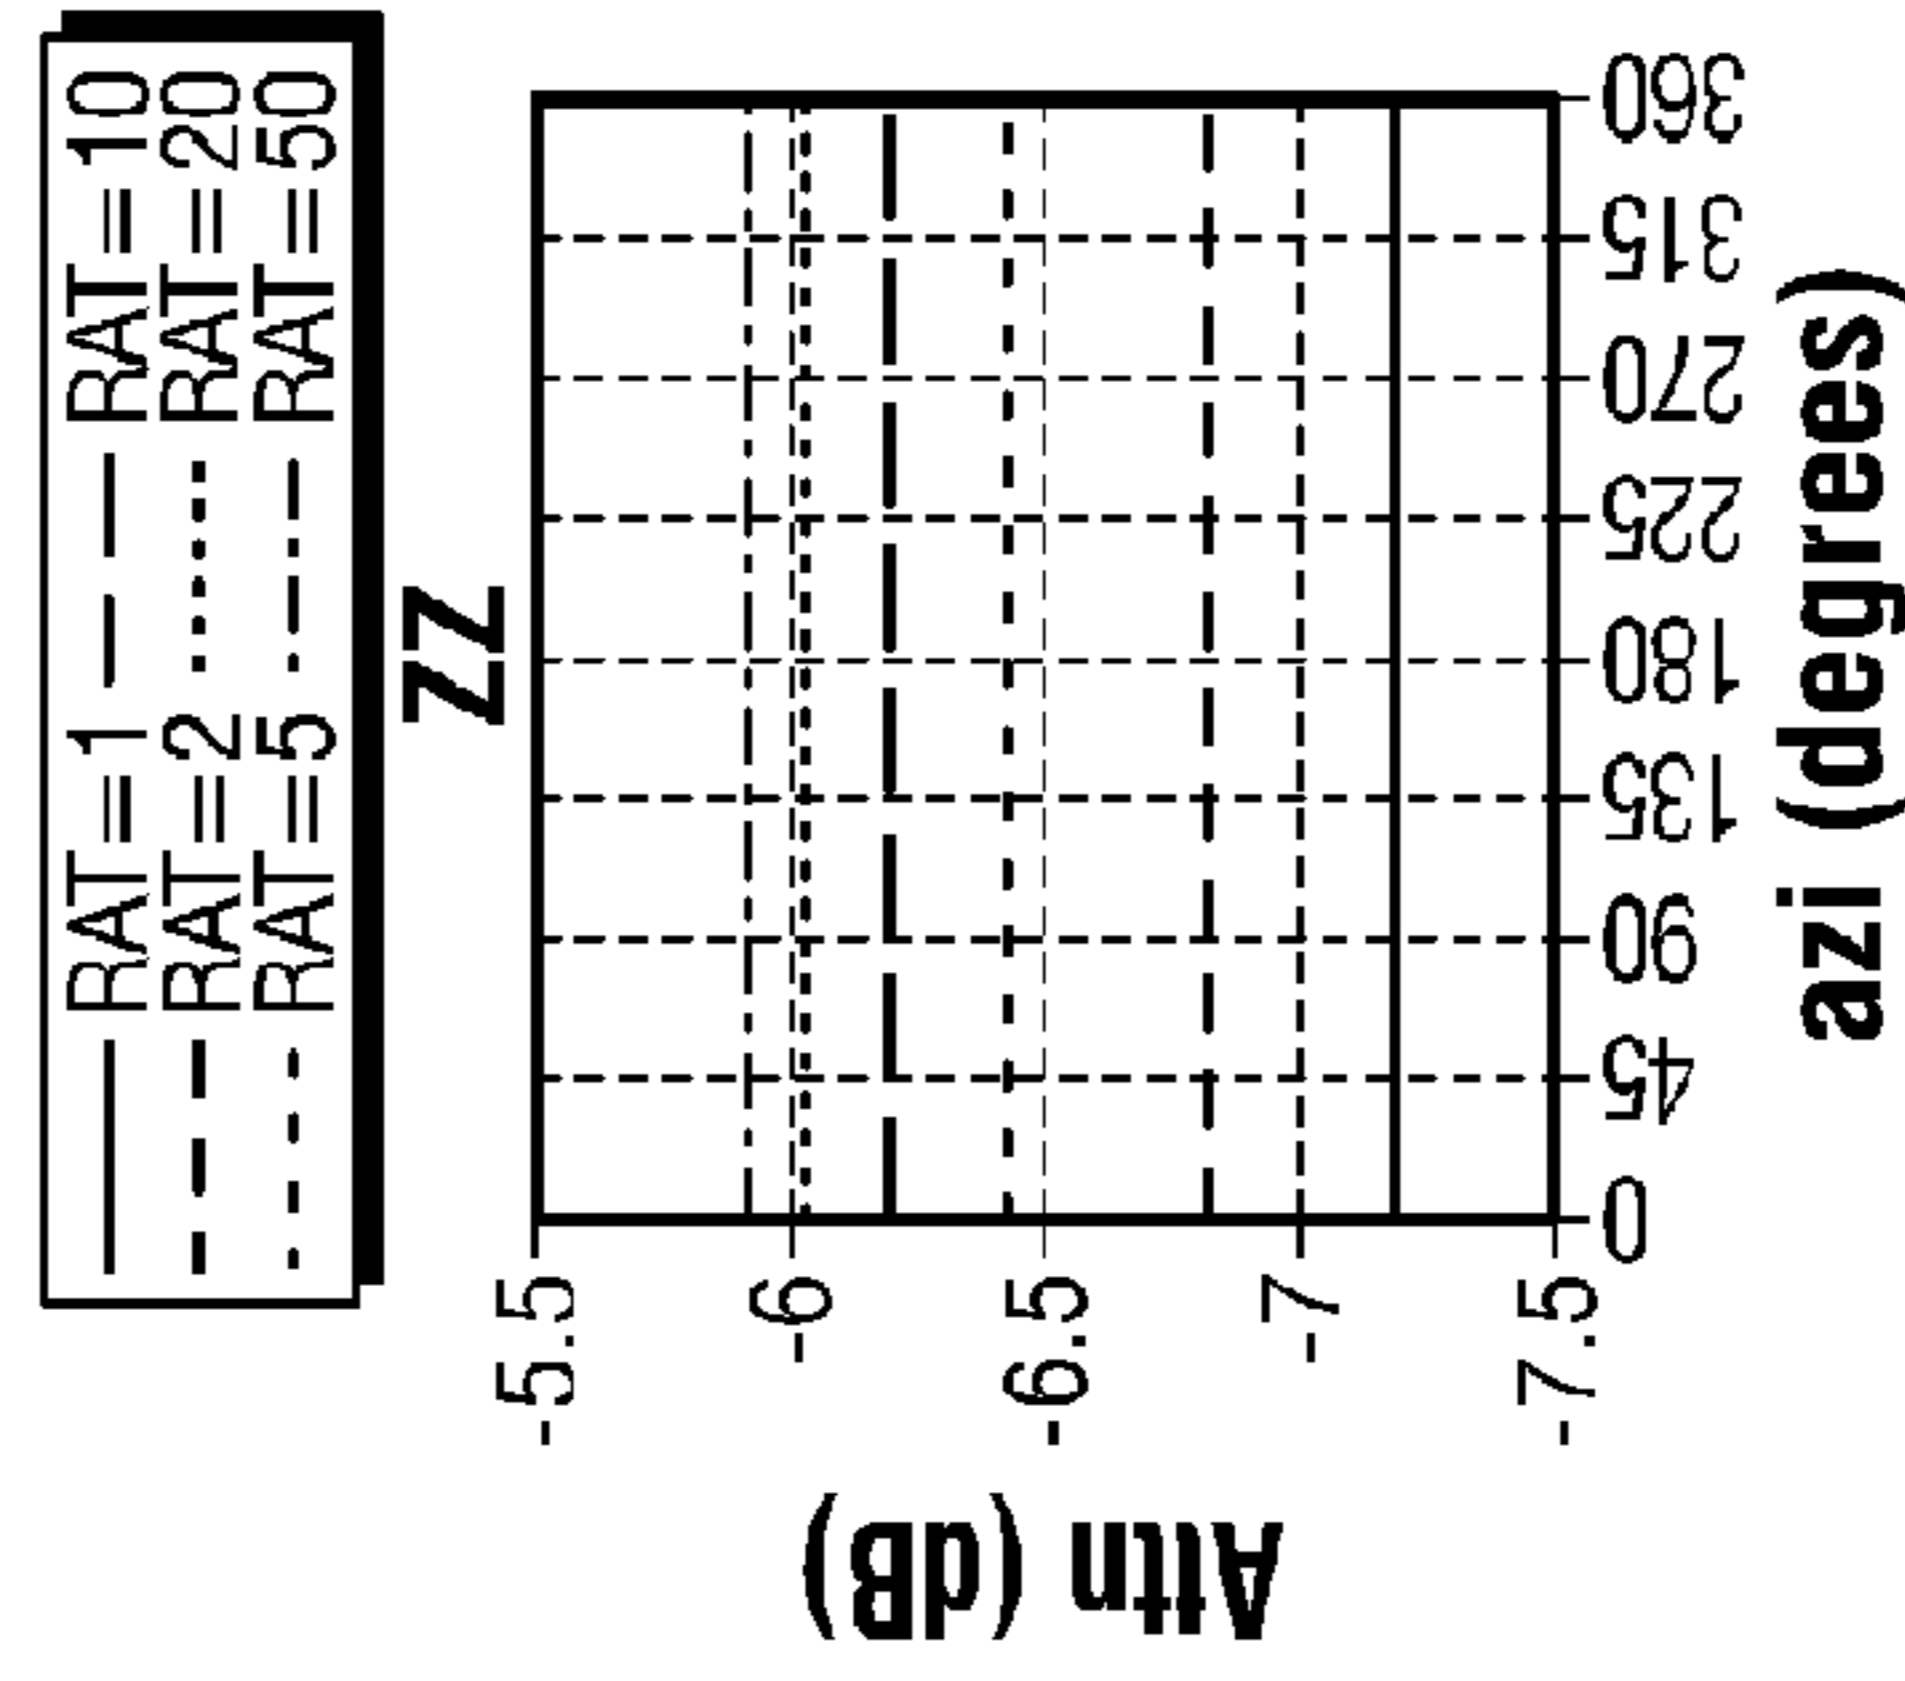 RAT=1 RAT=10
RAT=2 RAT=20
RAT=5 RAT=50
ZZ
-5.5
-6
-6.5
-7
-7.5
Attn (dB)
0 45 90 135 180 225 270 315 360
azi (degrees)